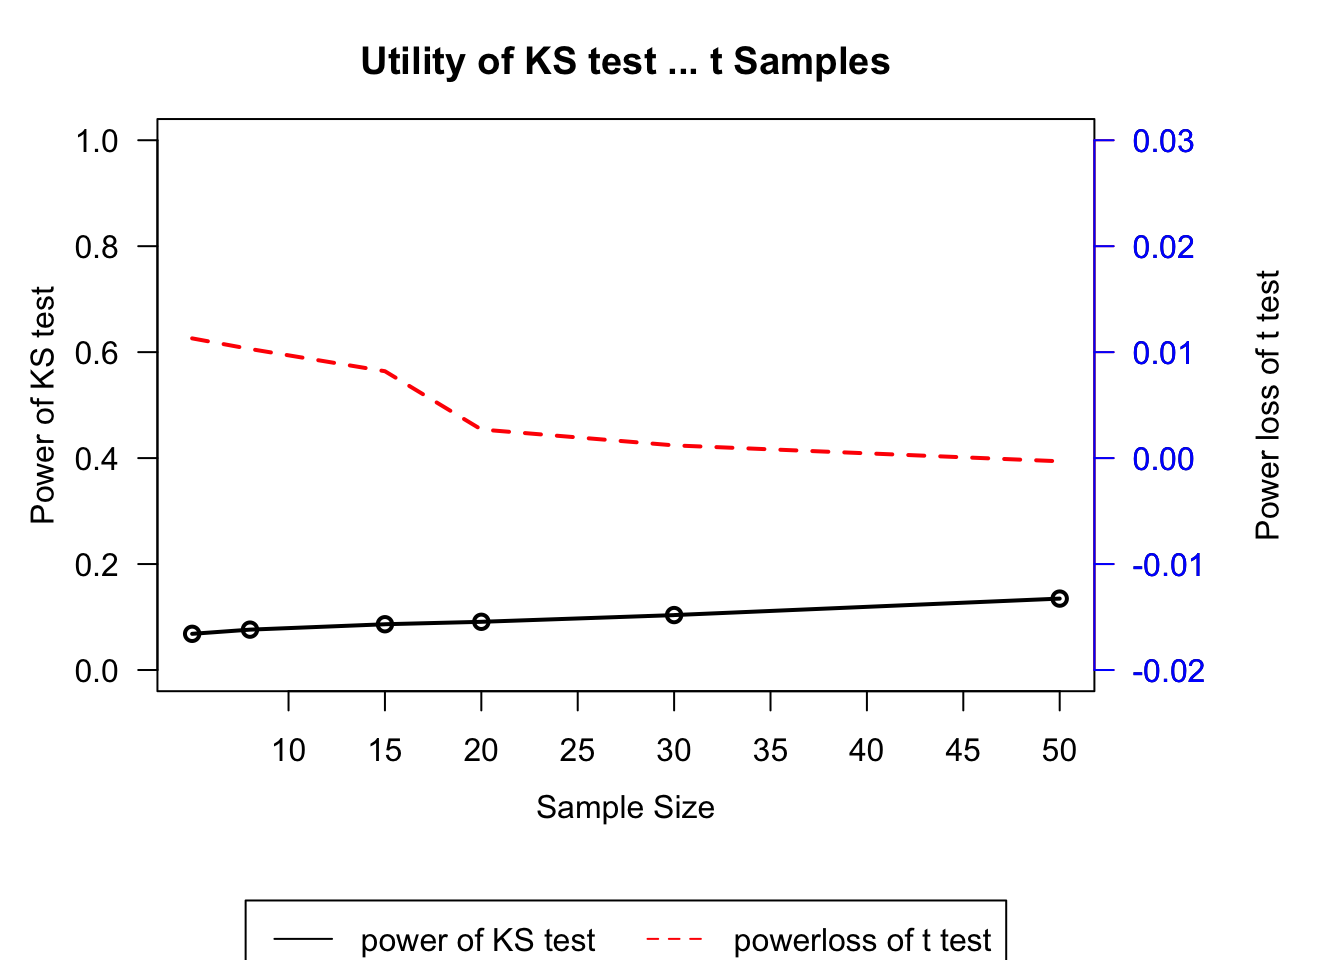 Utility of KS test ... t Samples
Power of KS test
1.0
0.8
0.6
0.4
0.2
0.0
0.03
0.02
0.01
0.00
-0.01
-0.02
Power loss of t test
10 15 20 25 30 35 40 45 50
Sample Size
power of KS test powerloss of t test